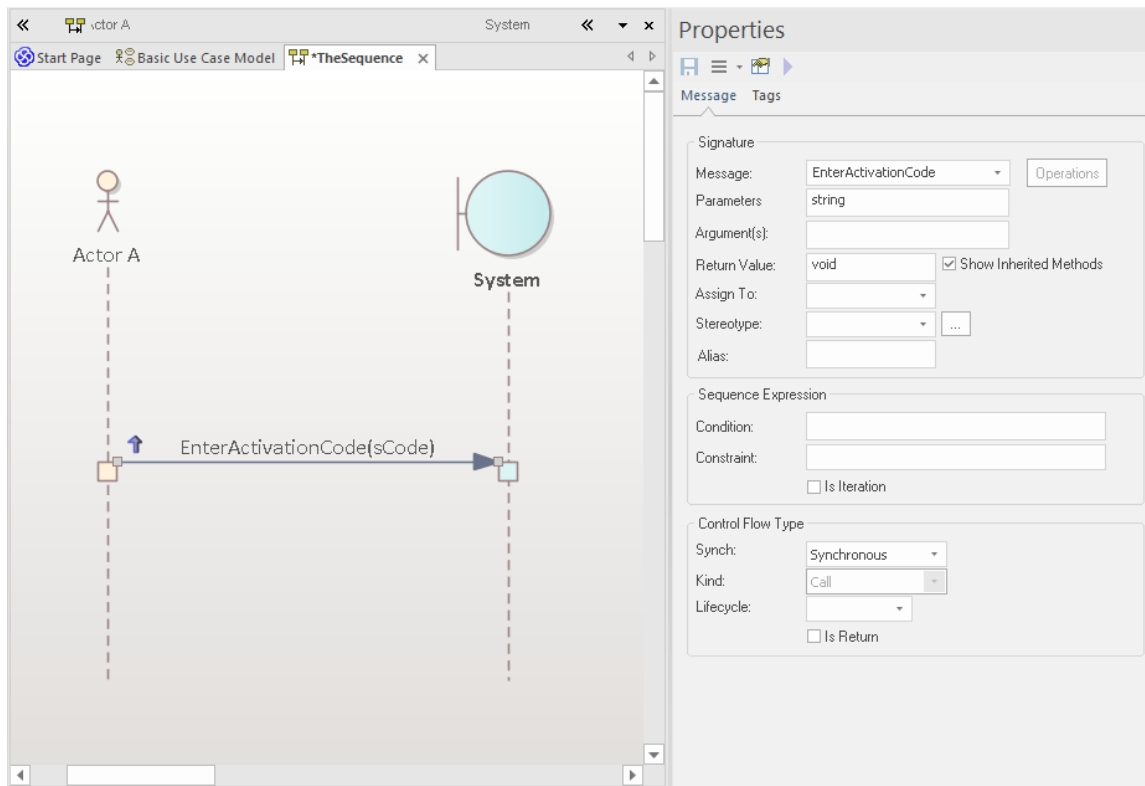 ctor A System
Start Page Basic Use Case Model *TheSequence
Actor A
System
EnterActivationCode(sCode)
Properties
Message Tags
Signature
Message: EnterActivationCode Operations
Parameters string
Argument(s):
Return Value: void Show Inherited Methods
Assign To:
Stereotype: ...
Alias:
Sequence Expression
Condition:
Constraint:
Is Iteration
Control Flow Type
Synch: Synchronous
Kind: Call
Lifecycle:
Is Return